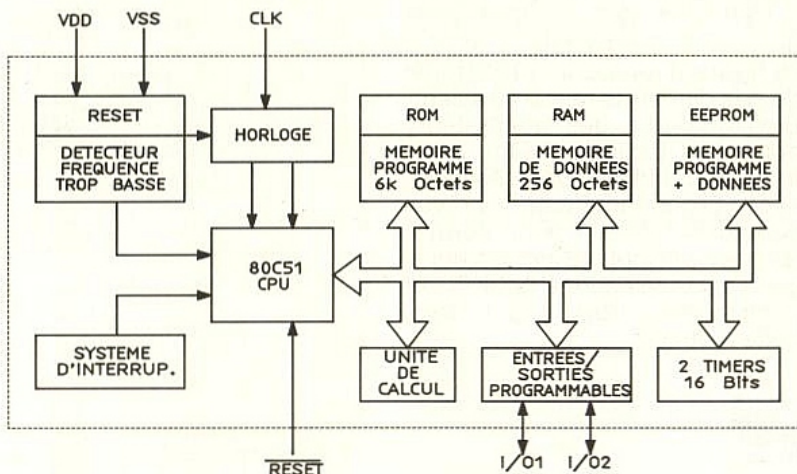 VDD
VSS
CLK
RESET
DETECTEUR
FREQUENCE
TROP BASSE
HORLOGE
ROM
MEMOIRE
PROGRAMME
6k Octets
RAM
MEMOIRE
DE DONNEES
256 Octets
EEPROM
MEMOIRE
PROGRAMME
+ DONNEES
80C51
CPU
SYSTEME
D'INTERRUP.
UNITE
DE
CALCUL
ENTREES/
SORTIES
PROGRAMMABLES
2 TIMERS
16 Bits
RESET
i/O1
i/O2